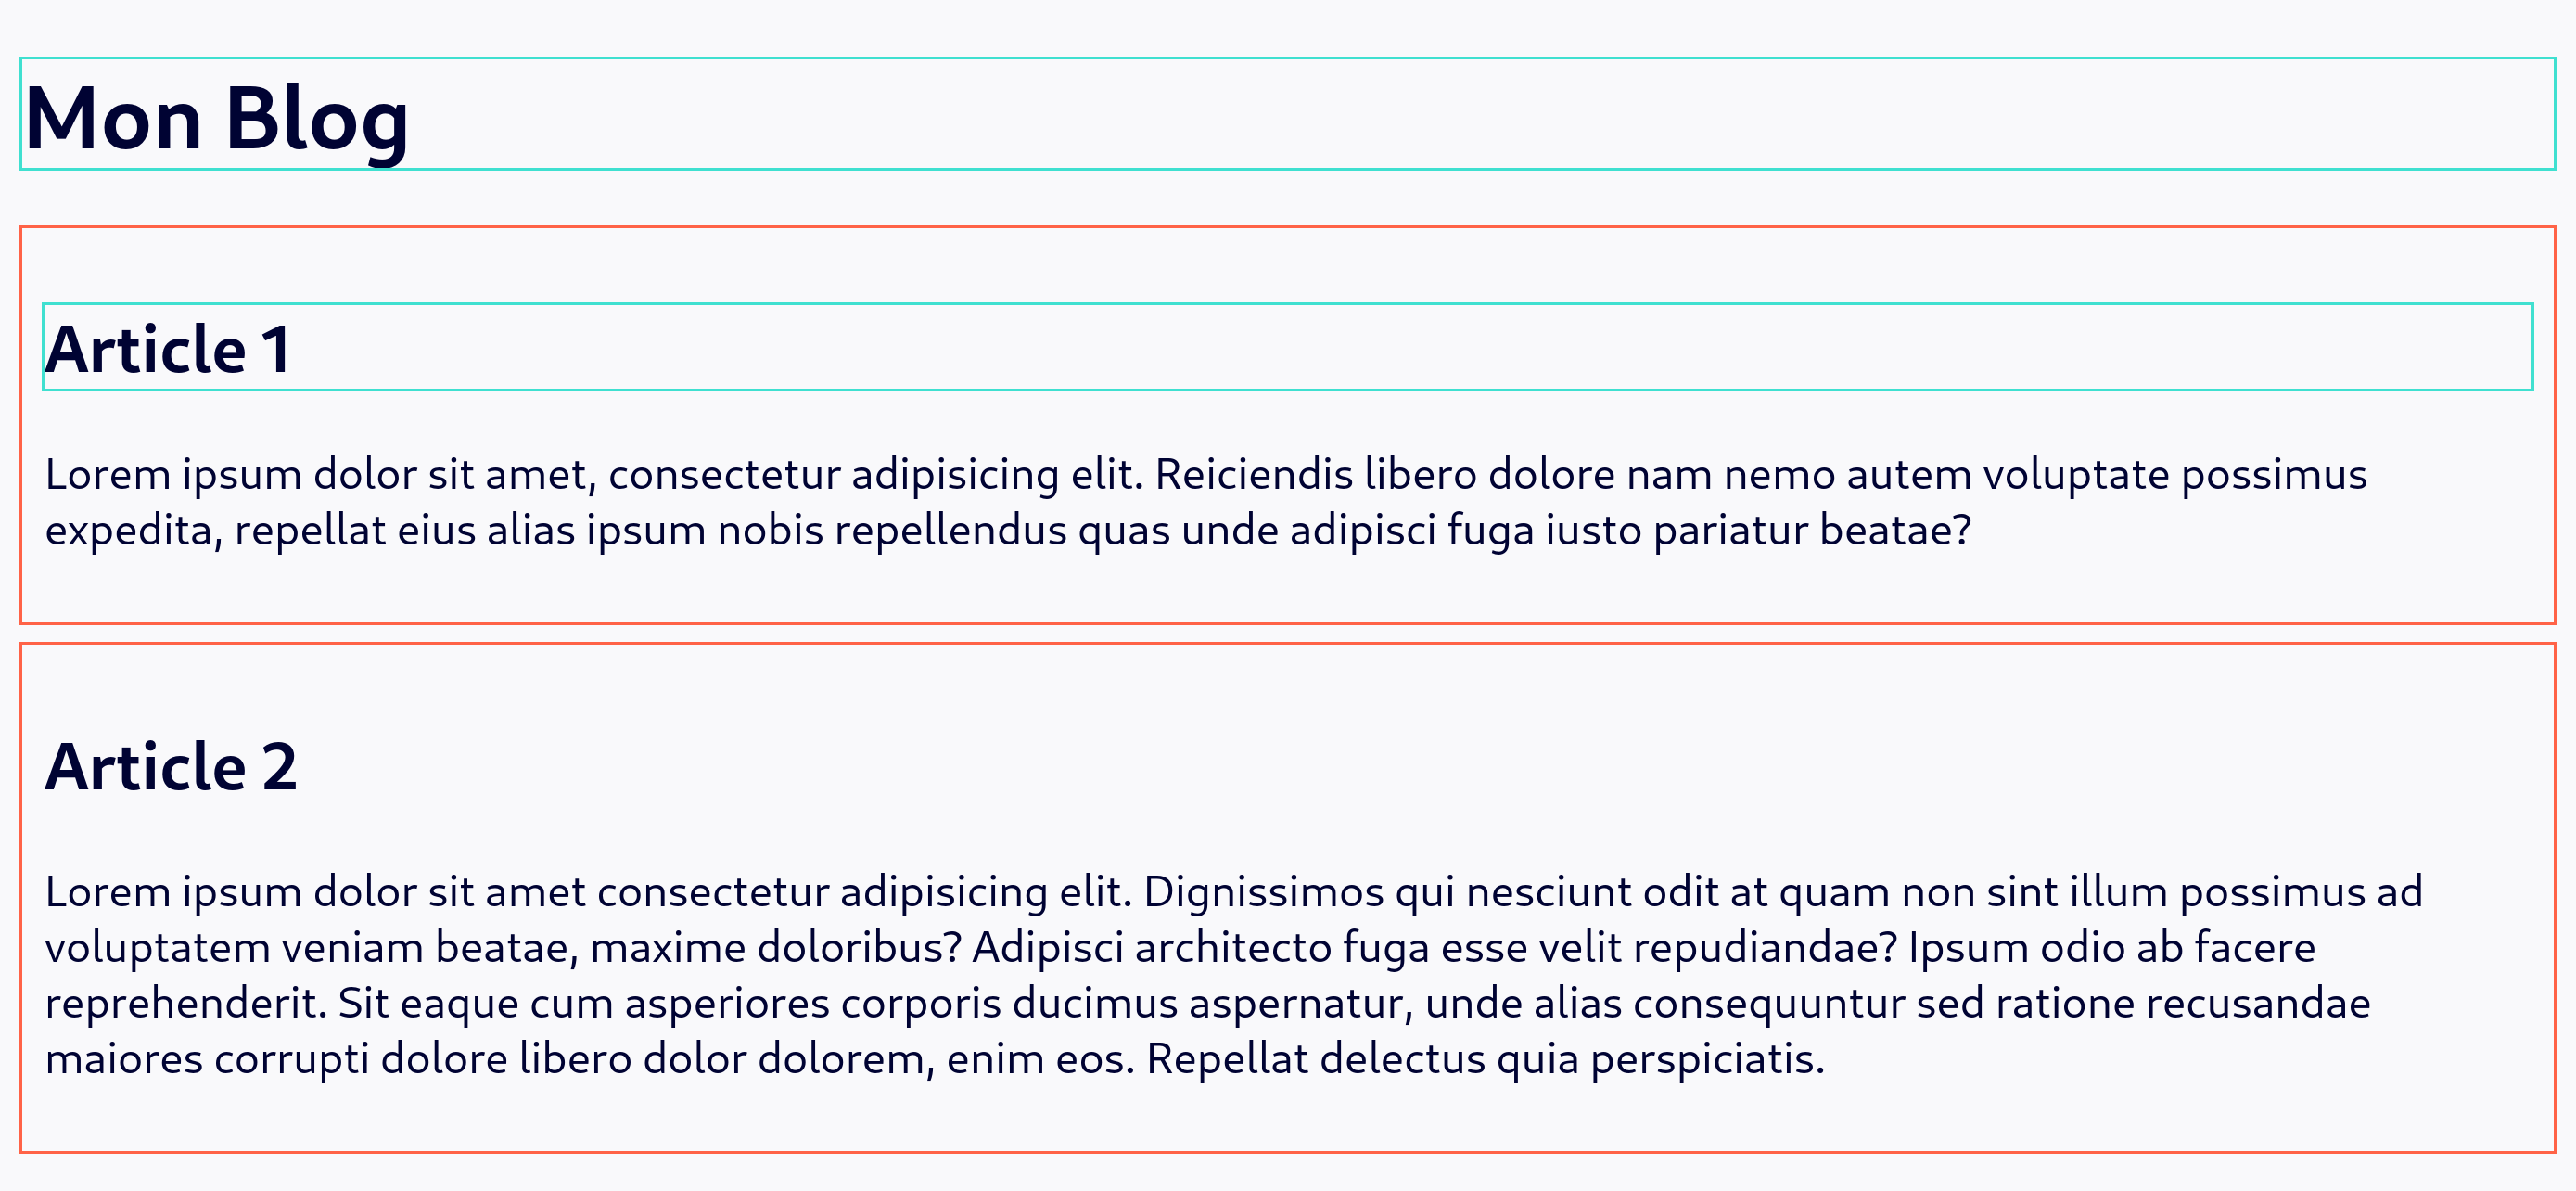 Mon Blog
Article 1
Lorem ipsum dolor sit amet, consectetur adipisicing elit. Reiciendis libero dolore nam nemo autem voluptate possimus
expedita, repellat eius alias ipsum nobis repellendus quas unde adipisci fuga iusto pariatur beatae?
Article 2
Lorem ipsum dolor sit amet consectetur adipisicing elit. Dignissimos qui nesciunt odit at quam non sint illum possimus ad
voluptatem veniam beatae, maxime doloribus? Adipisci architecto fuga esse velit repudiandae? Ipsum odio ab facere
reprehenderit. Sit eaque cum asperiores corporis ducimus aspernatur, unde alias consequuntur sed ratione recusandae
maiores corrupti dolore libero dolor dolorem, enim eos. Repellat delectus quia perspiciatis.